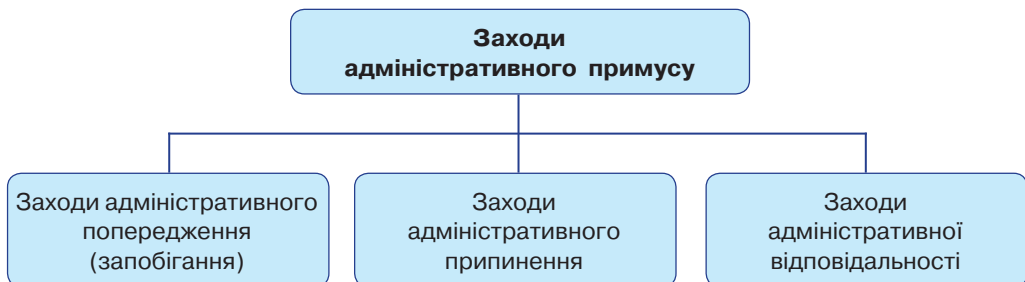 Заходи
адміністративного примусу
Заходи адміністративного
попередження
(запобігання)
Заходи
адміністративного
припинення
Заходи
адміністративної
відповідальності